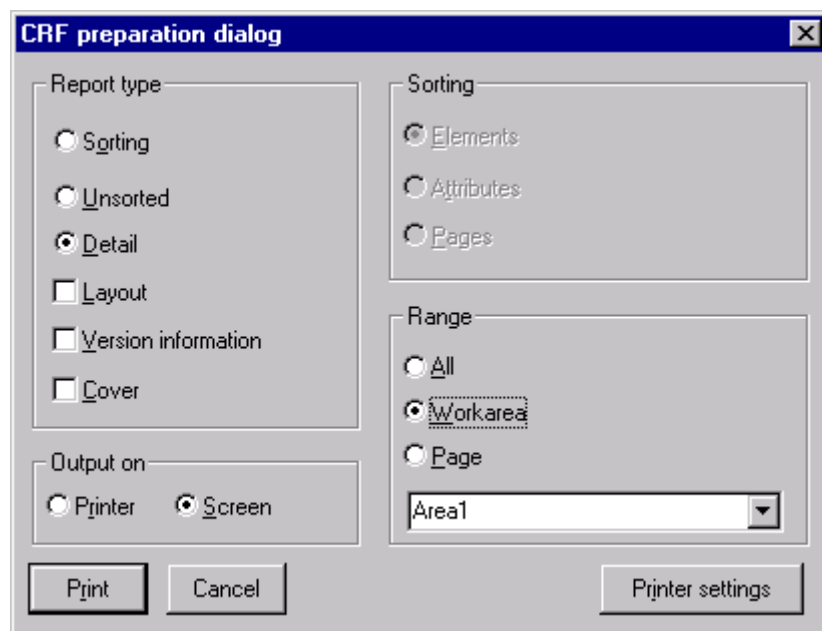 CRF preparation dialog
Report type
Sorting
Unsorted
Detail
Layout
Version information
Cover
Output on
Printer Screen
Sorting
Elements
Attributes
Pages
Range
All
Workarea
Page
Area1
Print Cancel Printer settings